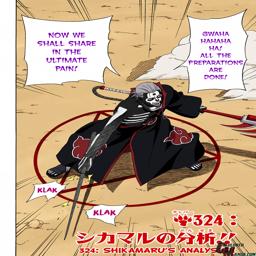 NOW WE
SHALL SHARE
IN THE
ULTIMATE
PAIN!
GWAHA
HAHAHA
HA!
ALL THE
PREPARATIONS
ARE
DONE!
KLAK
KLAK
324:
シカマルの分析!!
324: SHIKAMARU'S ANALYSIS